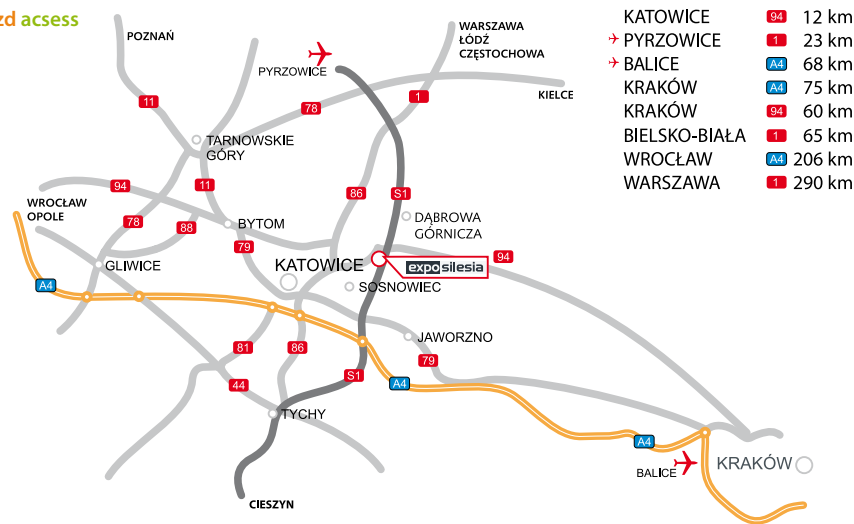 zd acsess
POZNAŃ
WARSZAWA
ŁÓDŹ
CZĘSTOCHOWA
PYRZOWICE
KIELCE
11
78
1
TARNOWSKIE
GÓRY
94
11
86
S1
WROCŁAW
OPOLE
78
88
BYTOM
DĄBROWA
GÓRNICZA
79
94
GLIWICE
KATOWICE
exposilesia
A4
SOSNOWIEC
JAWORZNO
81
86
79
44
S1
A4
TYCHY
A4
BALICE
KRAKÓW
CIESZYN
KATOWICE 94 12 km
PYRZOWICE 1 23 km
BALICE A4 68 km
KRAKÓW A4 75 km
KRAKÓW 94 60 km
BIELSKO-BIAŁA 1 65 km
WROCŁAW A4 206 km
WARSZAWA 1 290 km